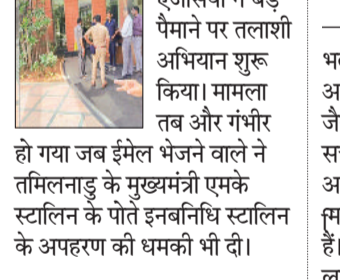 पैमाने पर तलाशी
अभियान शुरू
किया। मामला
तब और गंभीर
हो गया जब ईमेल भेजने वाले ने
तमिलनाडु के मुख्यमंत्री एमके
स्टालिन के पोते इनबनिधि स्टालिन
के अपहरण की धमकी भी दी।